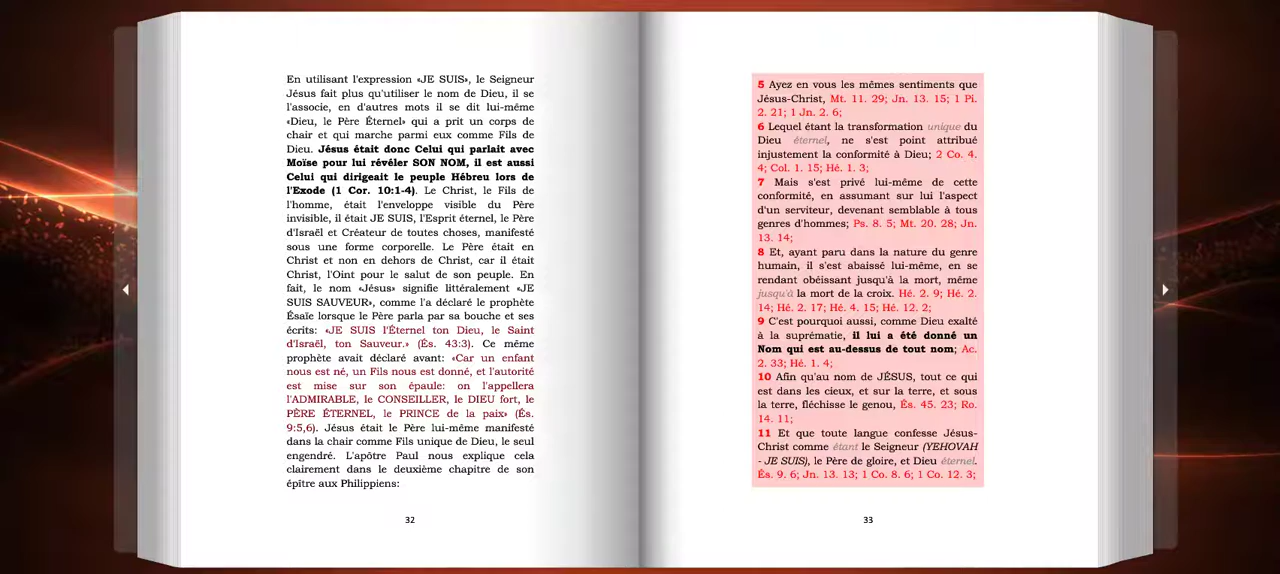 En utilisant l'expression «JE SUIS», le Seigneur
Jésus fait plus qu'utiliser le nom de Dieu, il se
l'associe, en d'autres mots il se dit lui-même
«Dieu, le Père Éternel» qui a prit un corps de
chair et qui marche parmi eux comme Fils de
Dieu. Jésus était donc Celui qui parlait avec
Moïse pour lui révéler SON NOM, il est aussi
Celui qui dirigeait le peuple Hébreu lors de
l'Exode (1 Cor. 10:1-4). Le Christ, le Fils de
l'homme, était l'enveloppe visible du Père
invisible, il était JE SUIS, l'Esprit éternel, le Père
d'Israël et Créateur de toutes choses, manifesté
sous une forme corporelle. Le Père était en
Christ et non en dehors de Christ, car il était
Christ, l'Oint pour le salut de son peuple. En
fait, le nom «Jésus» signifie littéralement «JE
SUIS SAUVEUR», comme l'a déclaré le prophète
Ésaïe lorsque le Père parla par sa bouche et ses
écrits: «JE SUIS l'Éternel ton Dieu, le Saint
d'Israël, ton Sauveur.» (És. 43:3). Ce même
prophète avait déclaré avant: «Car un enfant
nous est né, un Fils nous est donné, et l'autorité
est mise sur son épaule: on l'appellera
l'ADMIRABLE, le CONSEILLER, le DIEU fort, le
PÈRE ÉTERNEL, le PRINCE de la paix» (És.
9:5,6). Jésus était le Père lui-même manifesté
dans la chair comme Fils unique de Dieu, le seul
engendré. L'apôtre Paul nous explique cela
clairement dans le deuxième chapitre de son
épître aux Philippiens:
32
5 Ayez en vous les mêmes sentiments que
Jésus-Christ, Mt. 11. 29; Jn. 13. 15; 1 Pi.
2. 21; 1 Jn. 2. 6;
6 Lequel étant la transformation unique du
Dieu éternel, ne s'est point attribué
injustement la conformité à Dieu; 2 Co. 4.
4; Col. 1. 15; Hé. 1. 3;
7 Mais s'est privé lui-même de cette
conformité, en assumant sur lui l'aspect
d'un serviteur, devenant semblable à tous
genres d'hommes; Ps. 8. 5; Mt. 20. 28; Jn.
13. 14;
8 Et, ayant paru dans la nature du genre
humain, il s'est abaissé lui-même, en se
rendant obéissant jusqu'à la mort, même
jusqu'à la mort de la croix. Hé. 2. 9; Hé. 2.
14; Hé. 2. 17; Hé. 4. 15; Hé. 12. 2;
9 C'est pourquoi aussi, comme Dieu exalté
à la suprématie, il lui a été donné un
Nom qui est au-dessus de tout nom; Ac.
2. 33; Hé. 1. 4;
10 Afin qu'au nom de JÉSUS, tout ce qui
est dans les cieux, et sur la terre, et sous
la terre, fléchisse le genou, És. 45. 23; Ro.
14. 11;
11 Et que toute langue confesse Jésus-
Christ comme étant le Seigneur (YEHOVAH
- JE SUIS), le Père de gloire, et Dieu éternel.
És. 9. 6; Jn. 13. 13; 1 Co. 8. 6; 1 Co. 12. 3;
33